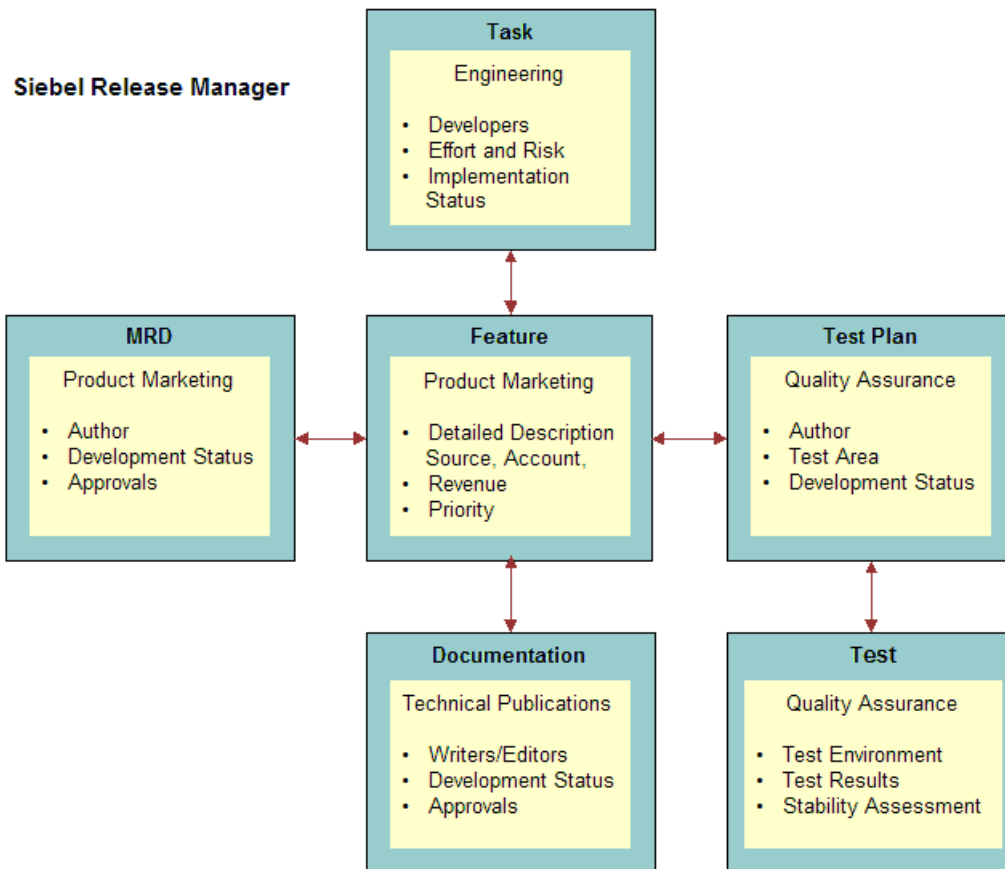 Siebel Release Manager
Task
Engineering
• Developers
• Effort and Risk
• Implementation
Status
MRD
Product Marketing
• Author
• Development Status
• Approvals
Feature
Product Marketing
• Detailed Description
Source, Account,
• Revenue
• Priority
Test Plan
Quality Assurance
• Author
• Test Area
• Development Status
Documentation
Technical Publications
• Writers/Editors
• Development Status
• Approvals
Test
Quality Assurance
• Test Environment
• Test Results
• Stability Assessment